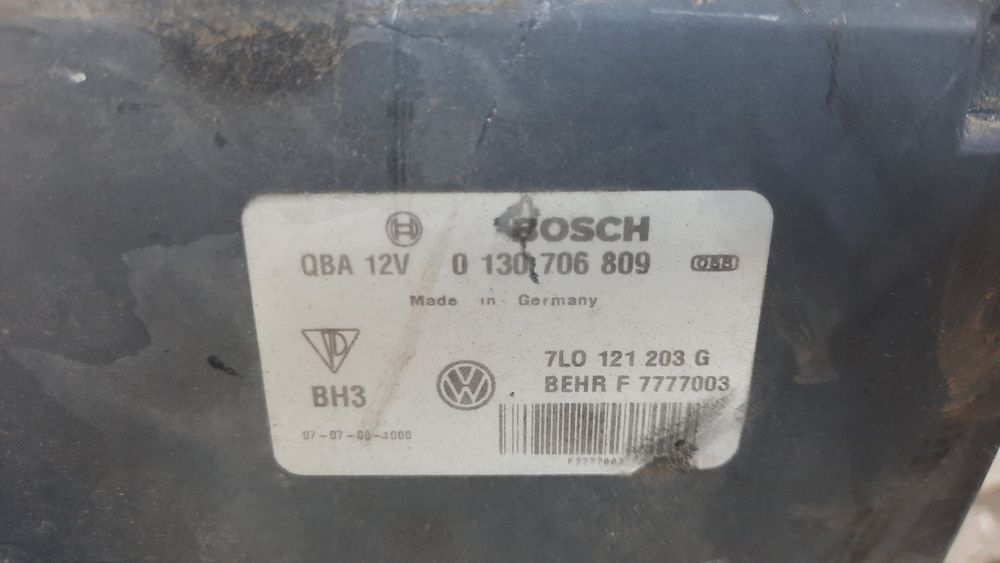 BOSCH
QBA 12V 0 130 706 809
Made in Germany
7L0 121 203 G
BH3
BEHR F 7777003